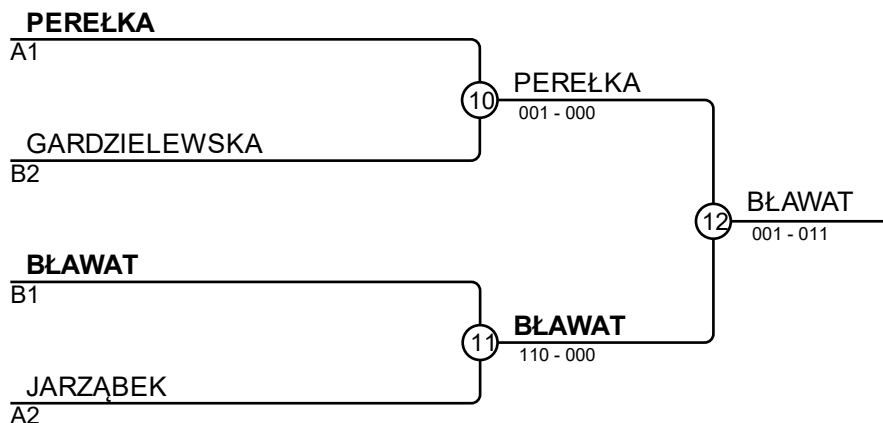 PEREŁKA
A1
10
PEREŁKA
001 - 000
GARDZIELEWSKA
B2
12
BŁAWAT
001 - 011
BŁAWAT
B1
11
BŁAWAT
110 - 000
JARZĄBEK
A2